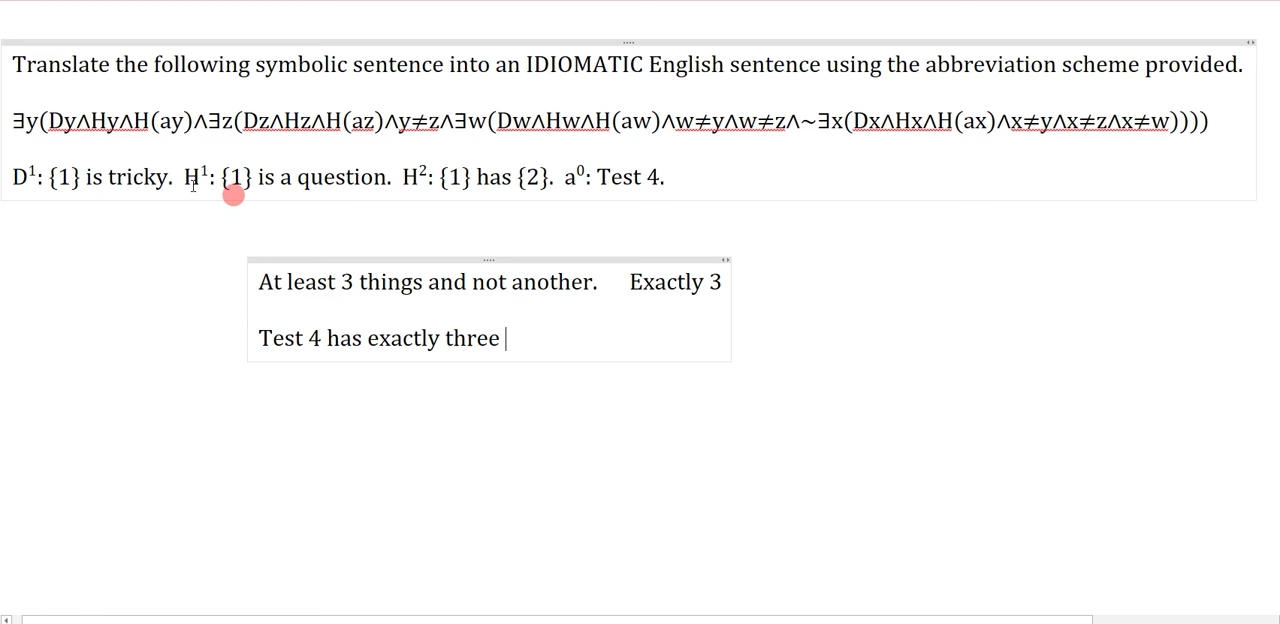 Translate the following symbolic sentence into an IDIOMATIC English sentence using the abbreviation scheme provided.
∃y(Dy∧Hy∧H(ay)∧∃z(Dz∧Hz∧H(az)∧y≠z∧∃w(Dw∧Hw∧H(aw)∧w≠y∧w≠z∧~∃x(Dx∧Hx∧H(ax)∧x≠y∧x≠z∧x≠w))))
D¹: {1} is tricky. H¹: {1} is a question. H²: {1} has {2}. a⁰: Test 4.
At least 3 things and not another. Exactly 3
Test 4 has exactly three